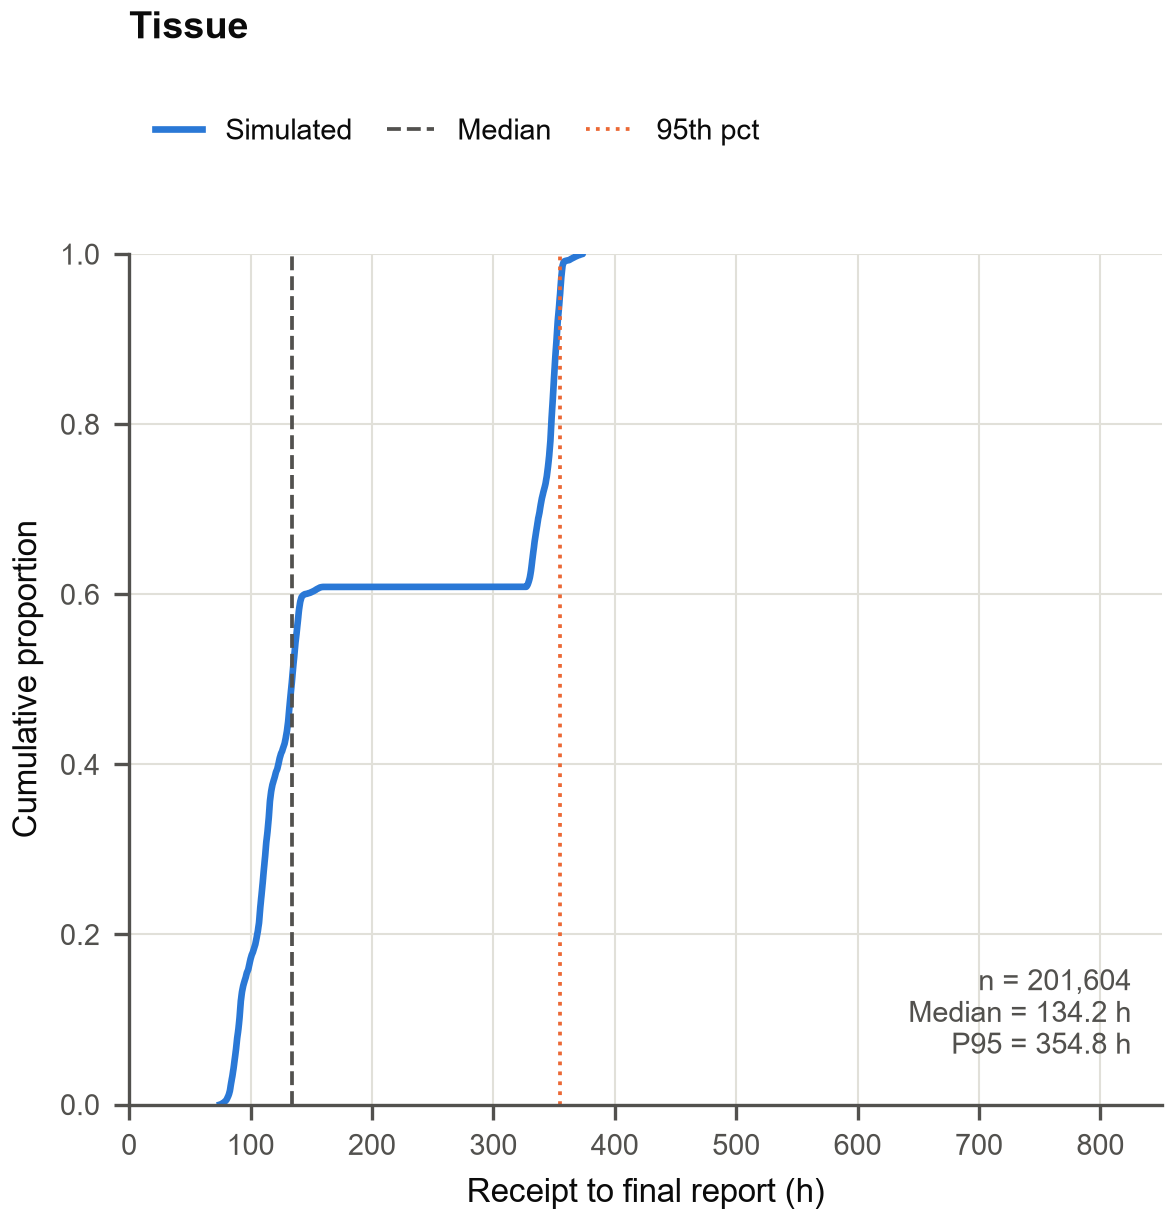 Tissue
Simulated Median 95th pct
1.0
0.8
0.6
0.4
0.2
0.0
Cumulative proportion
n = 201,604
Median = 134.2 h
P95 = 354.8 h
0 100 200 300 400 500 600 700 800
Receipt to final report (h)